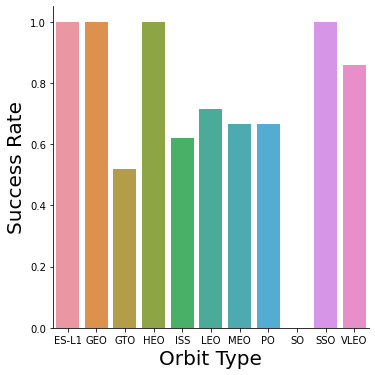 1.0
0.8
0.6
0.4
0.2
0.0
Success Rate
ES-L1 GEO GTO HEO ISS LEO MEO PO SO SSO VLEO
Orbit Type